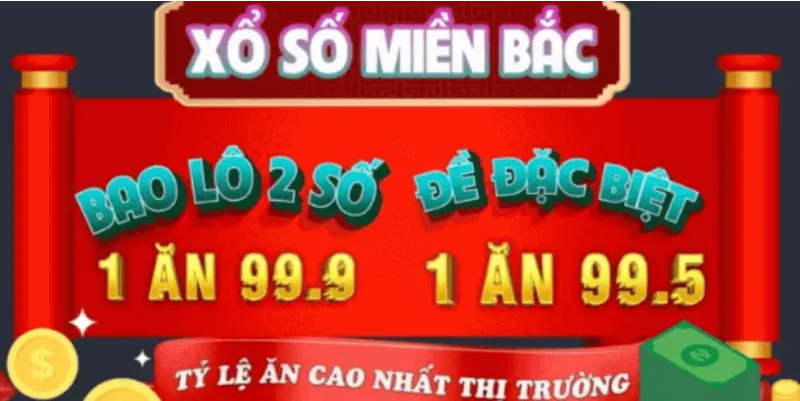 XỔ SỐ MIỀN BẮC
BAO LÔ 2 SỐ
1 ĂN 99.9
ĐỀ ĐẶC BIỆT
1 ĂN 99.5
TỶ LỆ ĂN CAO NHẤT THỊ TRƯỜNG